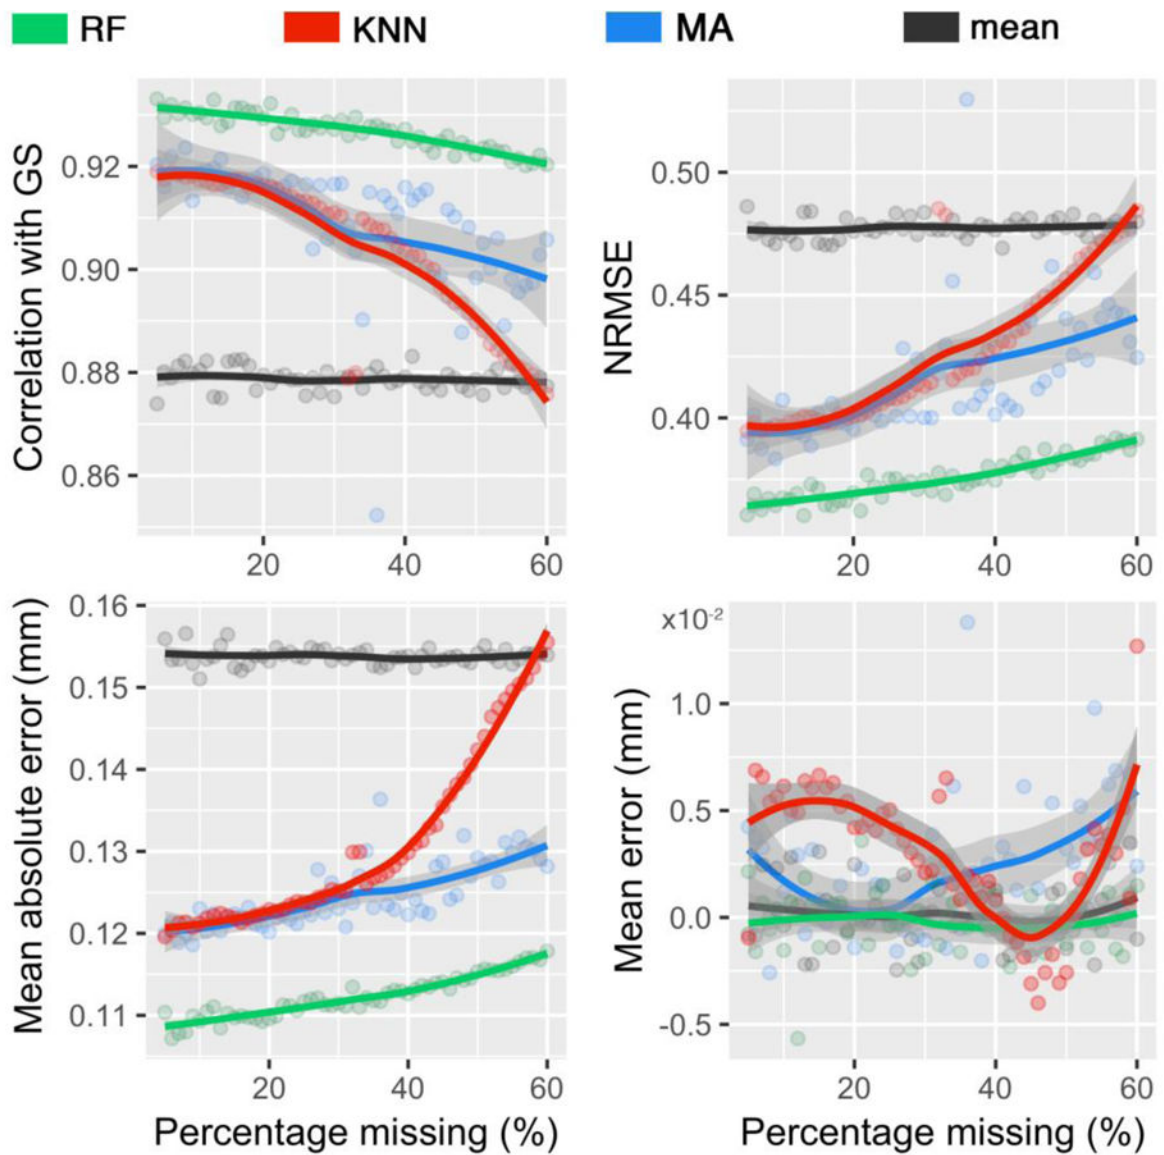 RF KNN MA mean
Correlation with GS
0.92
0.90
0.88
0.86
20 40 60
NRMSE
0.50
0.45
0.40
20 40 60
Mean absolute error (mm)
0.16
0.15
0.14
0.13
0.12
0.11
20 40 60
Percentage missing (%)
Mean error (mm)
x10-2
1.0
0.5
0.0
-0.5
20 40 60
Percentage missing (%)